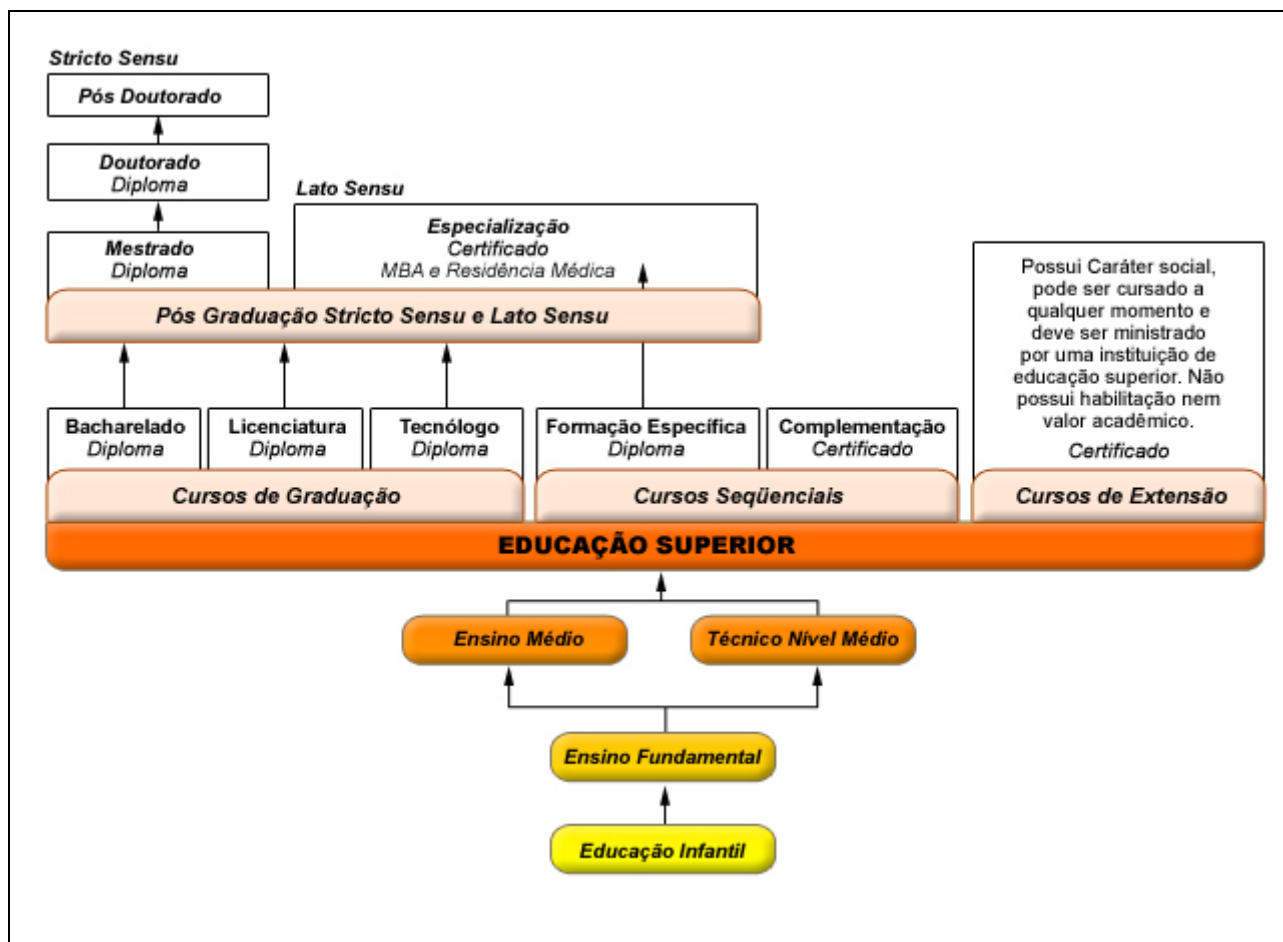 Stricto Sensu
Pós Doutorado
Doutorado
Diploma
Mestrado
Diploma
Lato Sensu
Especialização
Certificado
MBA e Residência Médica
Pós Graduação Stricto Sensu e Lato Sensu
Possui Caráter social,
pode ser cursado a
qualquer momento e
deve ser ministrado
por uma instituição de
educação superior. Não
possui habilitação nem
valor acadêmico.
Certificado
Bacharelado
Diploma
Licenciatura
Diploma
Tecnólogo
Diploma
Formação Específica
Diploma
Complementação
Certificado
Cursos de Graduação
Cursos Seqüenciais
Cursos de Extensão
EDUCAÇÃO SUPERIOR
Ensino Médio
Técnico Nível Médio
Ensino Fundamental
Educação Infantil